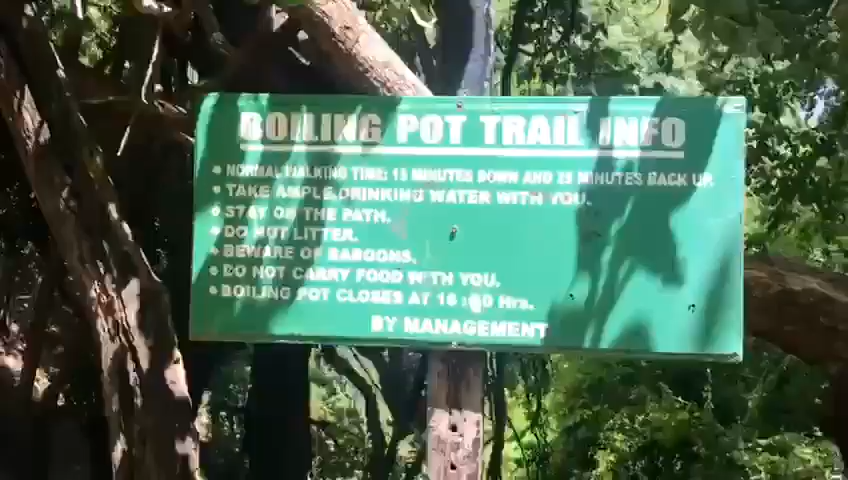 BOILING POT TRAIL INFO
• NORMAL WALKING TIME: 15 MINUTES DOWN AND 25 MINUTES BACK UP.
• TAKE AMPLE DRINKING WATER WITH YOU.
• STAY ON THE PATH.
• DO NOT LITTER.
• BEWARE OF BABOONS.
• DO NOT CARRY FOOD WITH YOU.
• BOILING POT CLOSES AT Hrs.
BY MANAGEMENT